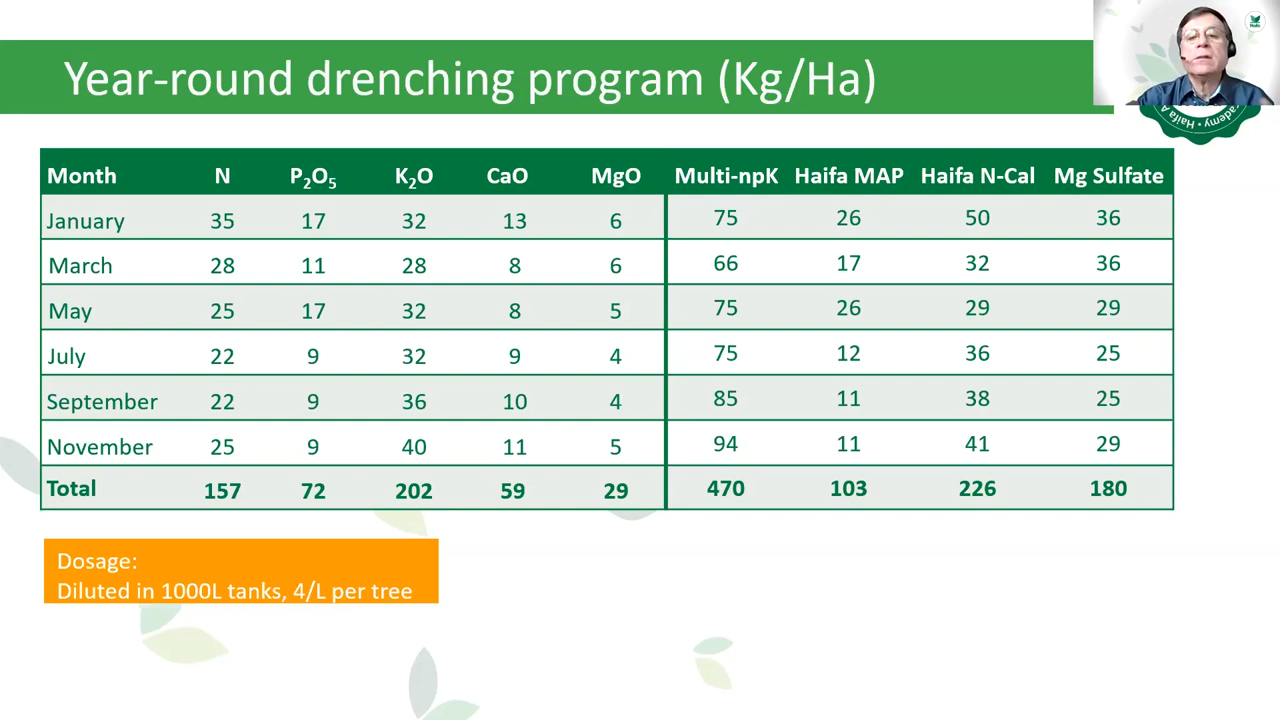 Year-round drenching program (Kg/Ha)
Haifa
cademy • Haifa A
Month N P₂O₅ K₂O CaO MgO Multi-npK Haifa MAP Haifa N-Cal Mg Sulfate
January 35 17 32 13 6 75 26 50 36
March 28 11 28 8 6 66 17 32 36
May 25 17 32 8 5 75 26 29 29
July 22 9 32 9 4 75 12 36 25
September 22 9 36 10 4 85 11 38 25
November 25 9 40 11 5 94 11 41 29
Total 157 72 202 59 29 470 103 226 180
Dosage:
Diluted in 1000L tanks, 4/L per tree